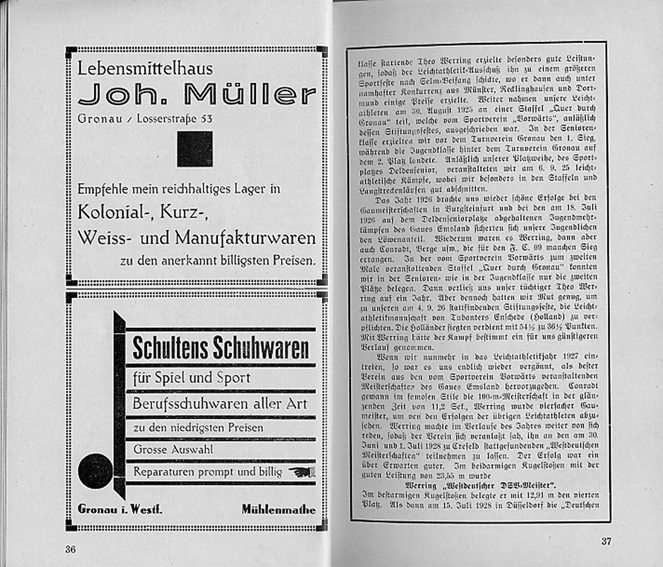 Lebensmittelhaus
Joh. Müller
Gronau / Losserstraße 53
Empfehle mein reichhaltiges Lager in
Kolonial-, Kurz-,
Weiss- und Manufakturwaren
zu den anerkannt billigsten Preisen.
Schultens Schuhwaren
für Spiel und Sport
Berufsschuhwaren aller Art
zu den niedrigsten Preisen
Grosse Auswahl
Reparaturen prompt und billig
Gronau i. Westf. Mühlenmathe
36
klasse startende Theo Werring erzielte besonders gute Leistun-
gen, sodaß der Leichtathletik-Ausschuß ihn zu einem größeren
Sportfeste nach Selm-Beifang schickte, wo er dann auch unter
namhafter Konkurrenz aus Münster, Recklinghausen und Dort-
mund einige Preise erzielte. Weiter nahmen unsere Leicht-
athleten am 30. August 1925 an einer Staffel „Quer durch
Gronau“ teil, welche vom Sportverein „Vorwärts“, anläßlich
dessen Stiftungsfestes, ausgeschrieben war. In der Senioren-
klasse erzielten wir vor dem Turnverein Gronau den 1. Sieg,
während die Jugendklasse hinter dem Turnverein Gronau auf
dem 2. Platz landete. Anläßlich unserer Platzweihe, des Sport-
platzes Deldensenior, veranstalteten wir am 6. 9. 25 leicht-
athletische Kämpfe, wobei wir besonders in den Staffeln und
Langstreckenläufen gut abschnitten.
Das Jahr 1926 brachte uns wieder schöne Erfolge bei den
Gaumeisterschaften in Burgsteinfurt und bei den am 18. Juli
1926 auf dem Deldensenior-platze abgehaltenen Jugendwehr-
kämpfen des Gaues Emsland sicherten sich unsere Jugendlichen
den Löwenanteil. Wiederum waren es Werring, dann aber
auch Conradt, Berge usw., die für den F. C. 09 manchen Sieg
errangen. In der vom Sportverein Vorwärts zum zweiten
Male veranstalteten Staffel „Quer durch Gronau“ konnten
wir in der Senioren- wie in der Jugendklasse nur die zweiten
Plätze belegen. Dann verließ uns unser tüchtiger Theo Wer-
ring auf ein Jahr. Aber dennoch hatten wir Mut genug, um
zu unserem am 4. 9. 26 stattfindenden Stiftungsfeste, die Leicht-
athletikmannschaft von Tubanters Enschede (Holland) zu ver-
pflichten. Die Holländer siegten verdient mit 54½ zu 36½ Punkten.
Mit Werring hätte der Kampf bestimmt ein für uns günstigeren
Verlauf genommen.
Wenn wir nunmehr in das Leichtathletikjahr 1927 ein-
treten, so war es uns endlich wieder vergönnt, als bester
Verein aus den vom Sportverein Vorwärts veranstalteten
Meisterschaften des Gaues Emsland hervorzugehen. Conradt
gewann im famosen Stile die 100-m-Meisterschaft in der glän-
zenden Zeit von 11,2 Sek., Werring wurde vierfacher Gau-
meister, um den Erfolgen der übrigen Leichtathleten abzu-
sehen. Werring machte im Verlaufe des Jahres weiter von sich
reden, sodaß der Verein sich veranlaßt sah, ihn an den am 30.
Juni und 1. Juli 1928 zu Crefeld stattgefundenen „Westdeutschen
Meisterschaften“ teilnehmen zu lassen. Der Erfolg war ein
über Erwarten guter. Im beidarmigen Kugelstoßen mit der
guten Leistung von 23,55 m wurde
Werring „Westdeutscher DSB-Meister“.
Im bestarmigen Kugelstoßen belegte er mit 12,91 m den vierten
Platz. Als dann am 15. Juli 1928 in Düsseldorf die „Deutschen
37